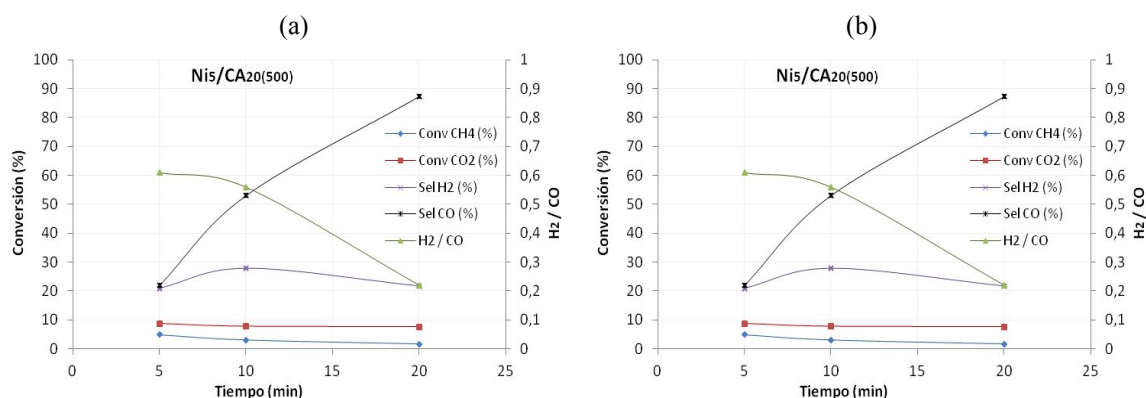 (a)
Ni5/CA20(500)
100
90
80
70
60
50
40
30
20
10
0
Conversión (%)
1
0,9
0,8
0,7
0,6
0,5
0,4
0,3
0,2
0,1
0
H2 / CO
Conv CH4 (%)
Conv CO2 (%)
Sel H2 (%)
Sel CO (%)
H2 / CO
0 5 10 15 20 25
Tiempo (min)
(b)
Ni5/CA20(500)
100
90
80
70
60
50
40
30
20
10
0
Conversión (%)
1
0,9
0,8
0,7
0,6
0,5
0,4
0,3
0,2
0,1
0
H2 / CO
Conv CH4 (%)
Conv CO2 (%)
Sel H2 (%)
Sel CO (%)
H2 / CO
0 5 10 15 20 25
Tiempo (min)